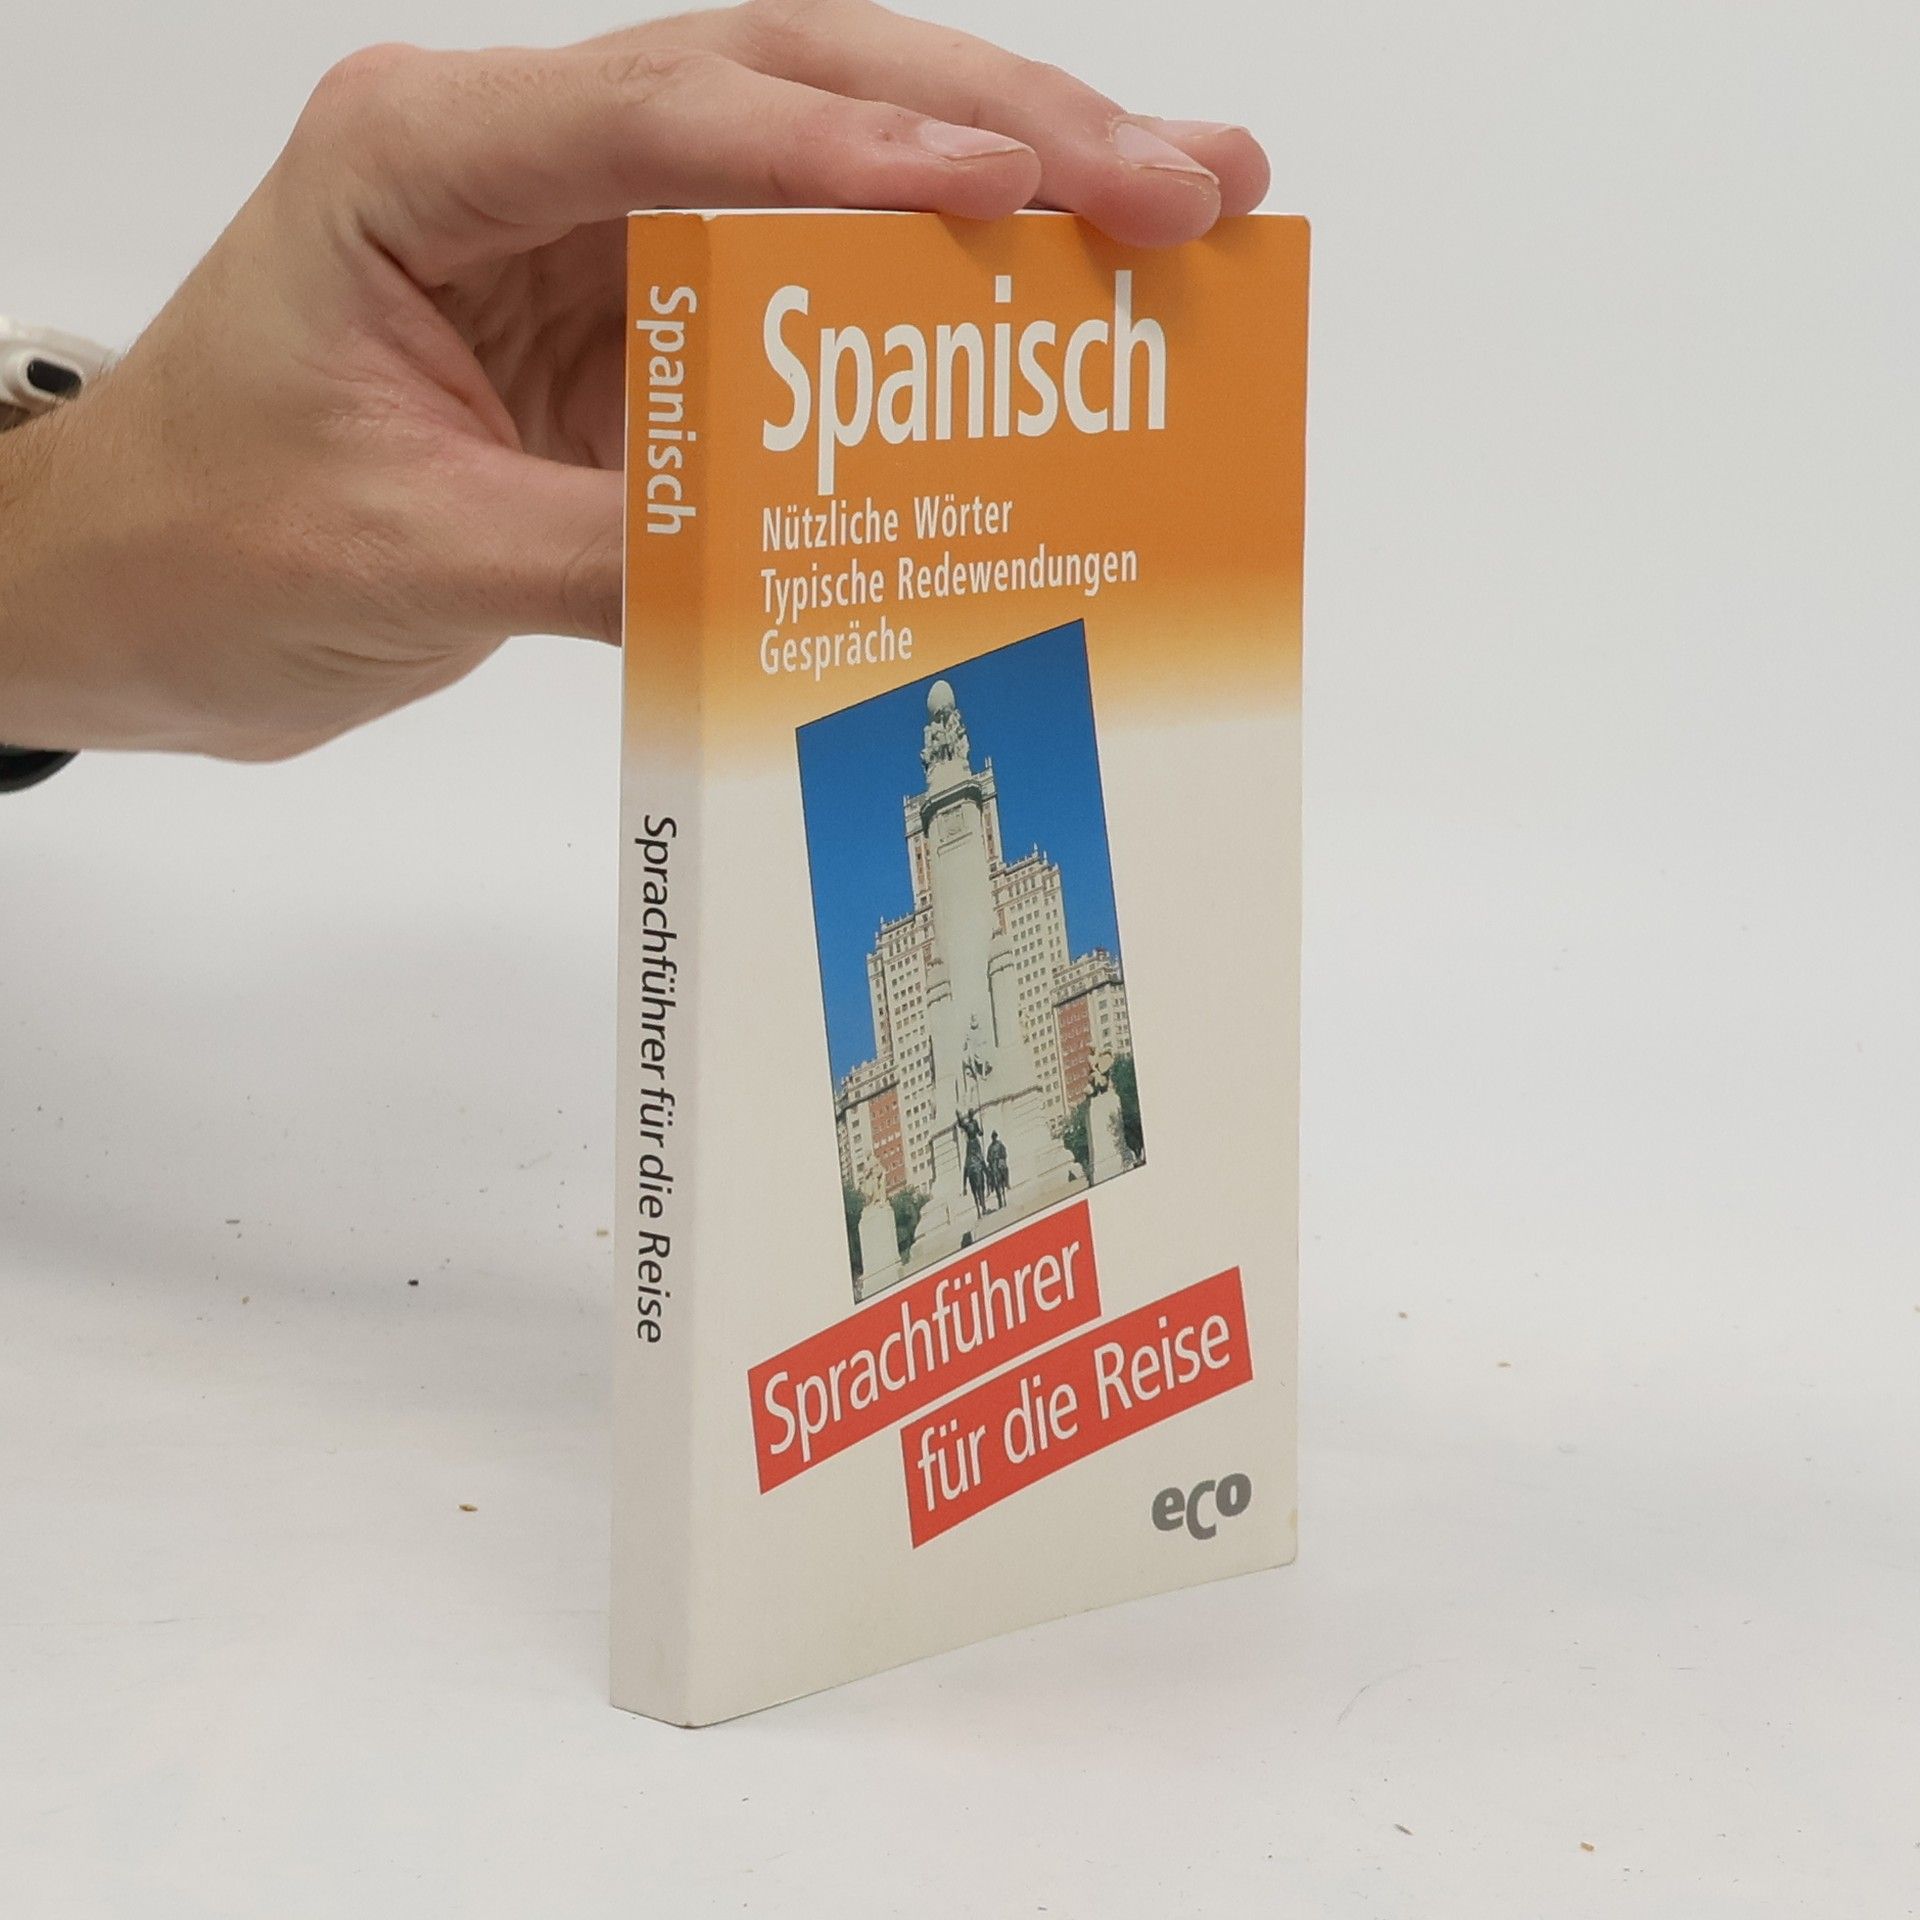 Spanisch
Sprachführer für die Reise
Spanisch
Nützliche Wörter
Typische Redewendungen
Gespräche
Sprachführer
für die Reise
eco